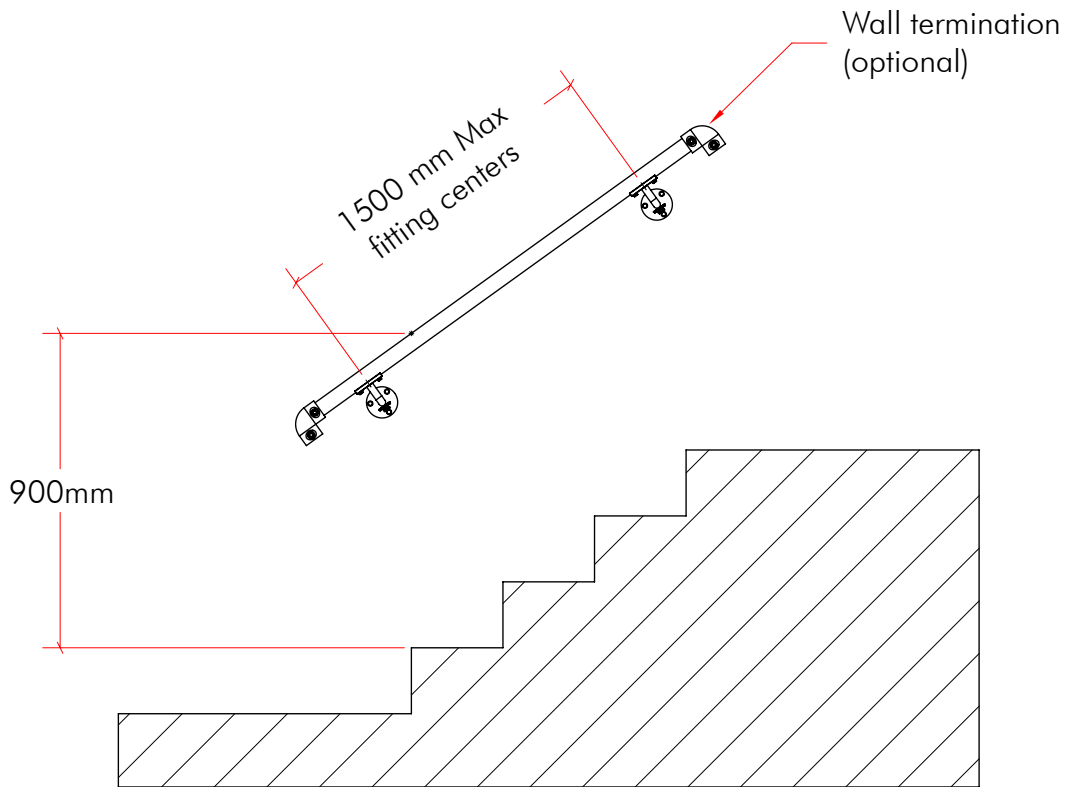 Wall termination
(optional)
1500 mm Max
fitting centers
900mm